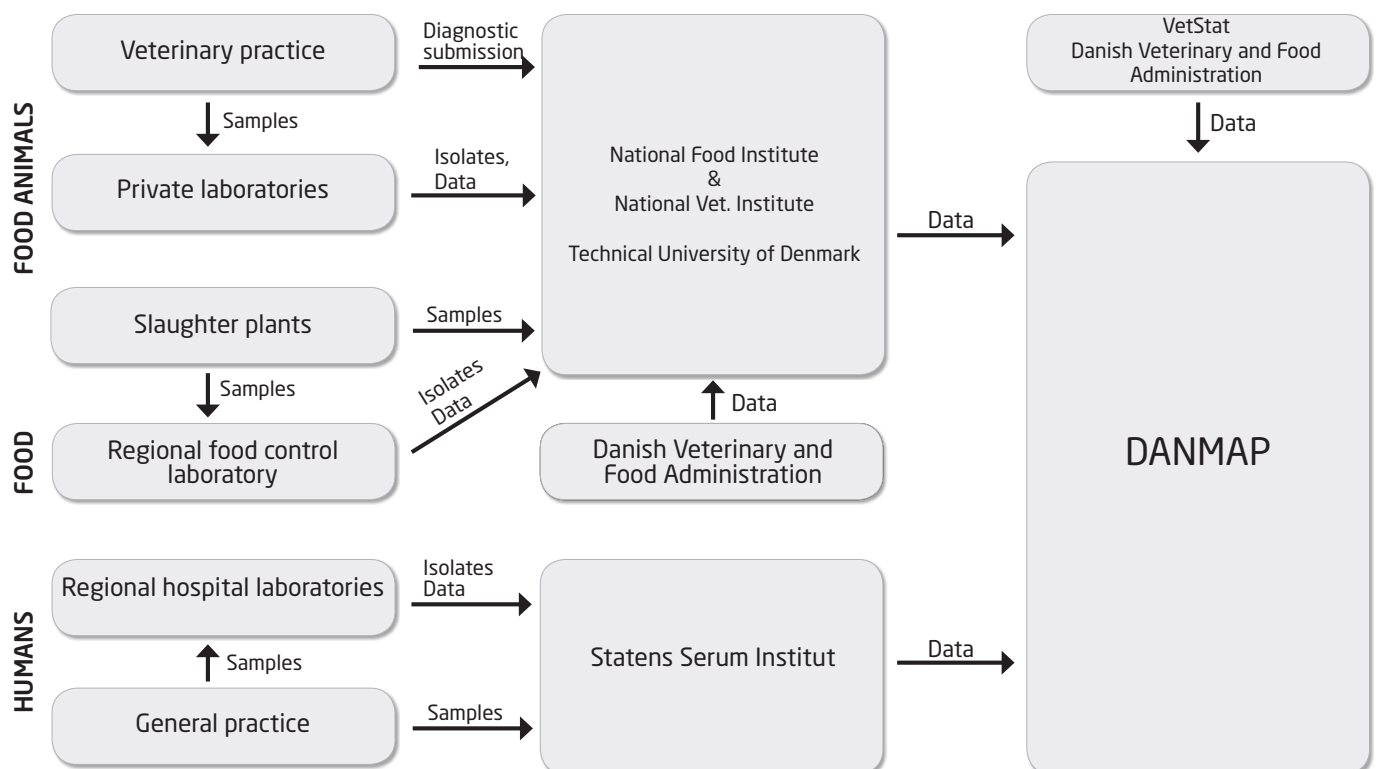 FOOD ANIMALS
Veterinary practice
Diagnostic
submission
Samples
Private laboratories
Isolates,
Data
National Food Institute
&
National Vet. Institute
Technical University of Denmark
Data
VetStat
Danish Veterinary and Food
Administration
Data
DANMAP
Slaughter plants
Samples
Samples
FOOD
Regional food control
laboratory
Isolates
Data
Data
Danish Veterinary and
Food Administration
HUMANS
Regional hospital laboratories
Isolates
Data
Samples
General practice
Samples
Statens Serum Institut
Data